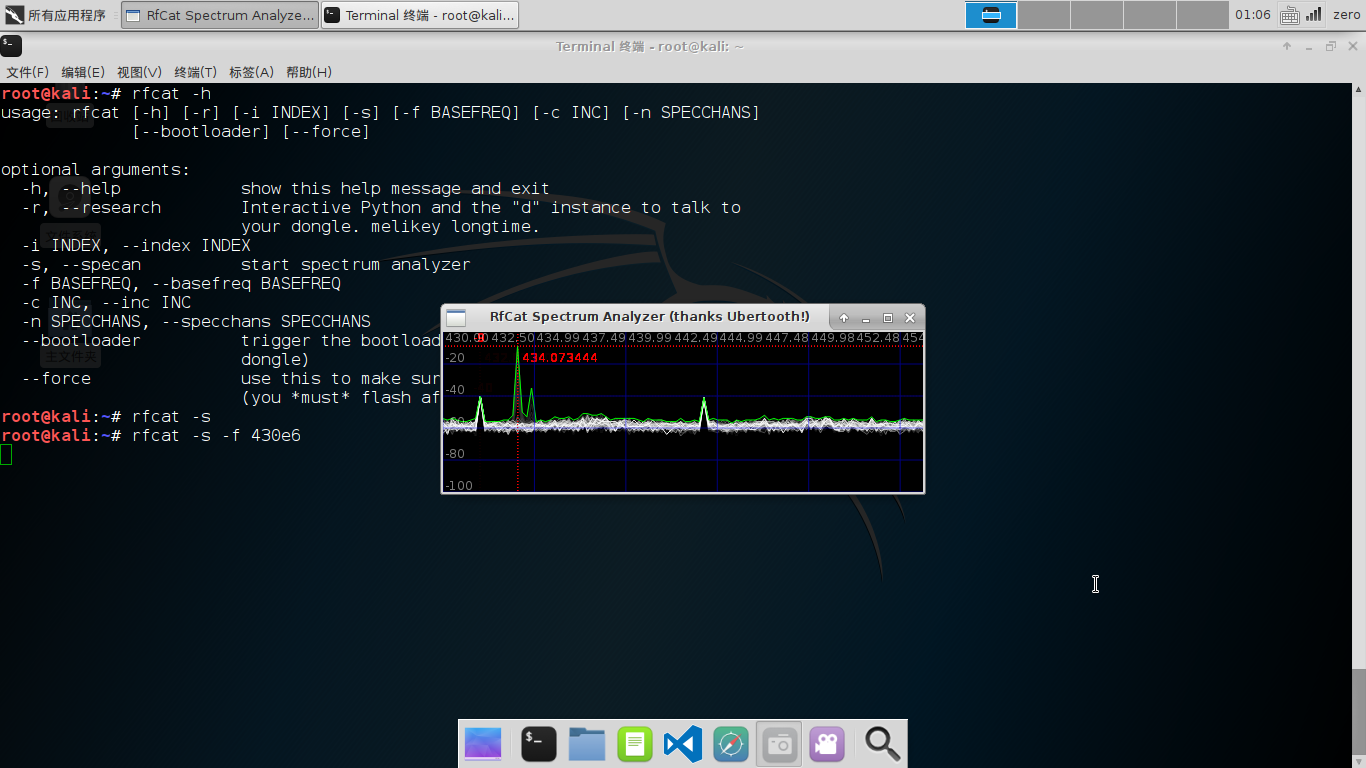 所有应用程序 RfCat Spectrum Analyze... Terminal 终端 - root@kali... 01:06 zero
Terminal 终端 - root@kali: ~
文件(F) 编辑(E) 视图(V) 终端(T) 标签(A) 帮助(H)
root@kali:~# rfcat -h
usage: rfcat [-h] [-r] [-i INDEX] [-s] [-f BASEFREQ] [-c INC] [-n SPECCHANS]
[--bootloader] [--force]
optional arguments:
-h, --help show this help message and exit
-r, --research Interactive Python and the "d" instance to talk to
your dongle. melikey longtime.
-i INDEX, --index INDEX
-s, --specan start spectrum analyzer
-f BASEFREQ, --basefreq BASEFREQ
-c INC, --inc INC
-n SPECCHANS, --specchans SPECCHANS
--bootloader trigger the bootload
主文件夹
dongle)
--force use this to make sur
(you *must* flash af
root@kali:~# rfcat -s
root@kali:~# rfcat -s -f 430e6
RfCat Spectrum Analyzer (thanks Ubertooth!)
432.50 434.99 437.49 439.99 442.49 444.99 447.48 449.98 452.48 454
-20 434.073444
-40
-80
-100
$_